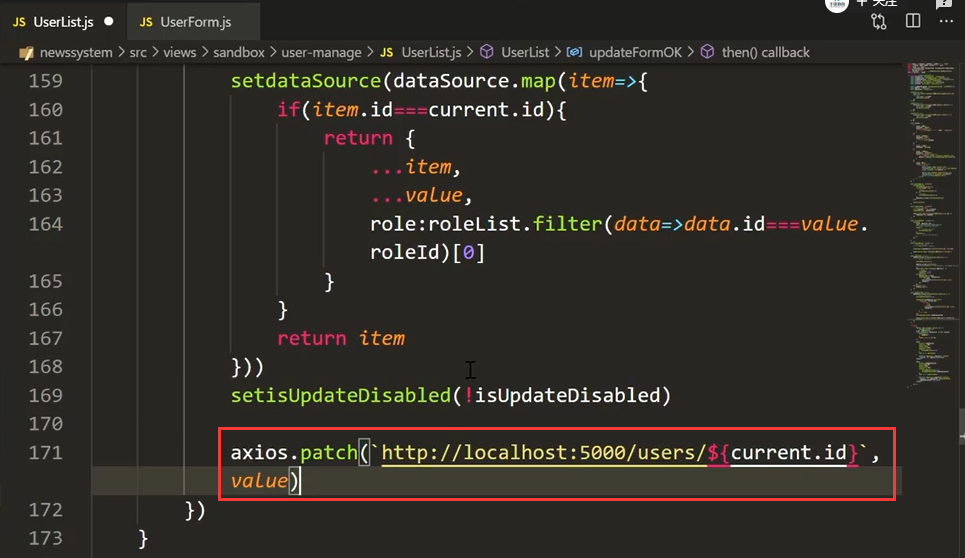 JS UserList.js
JS UserForm.js
newssystem > src > views > sandbox > user-manage > JS UserList.js > UserList > updateFormOK > then() callback
159 setdataSource(dataSource.map(item=>{
160 if(item.id===current.id){
161 return {
162 ...item,
163 ...value,
164 role:roleList.filter(data=>data.id===value.
roleId)[0]
165 }
166 }
167 return item
168 }))
169 setisUpdateDisabled(!isUpdateDisabled)
170
171 axios.patch(`http://localhost:5000/users/${current.id}`,
value)
172 })
173 }